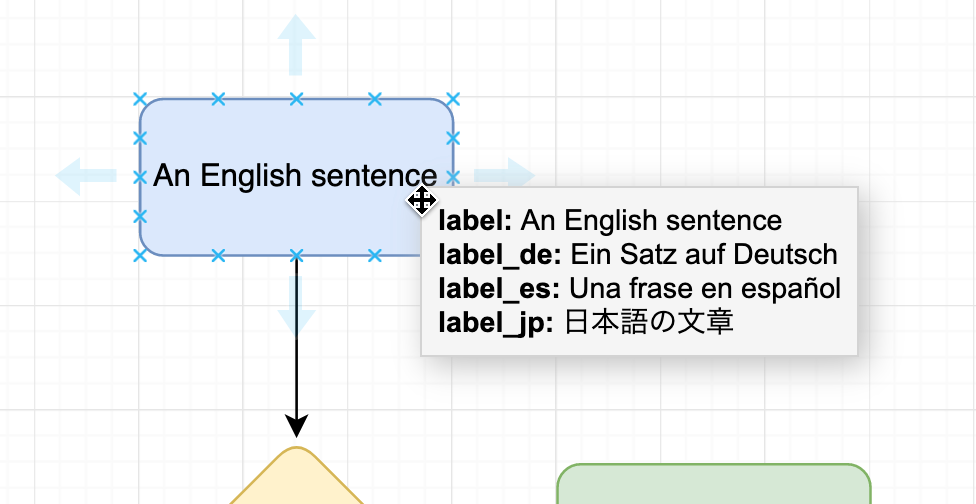 An English sentence
label: An English sentence
label_de: Ein Satz auf Deutsch
label_es: Una frase en español
label_jp: 日本語の文章